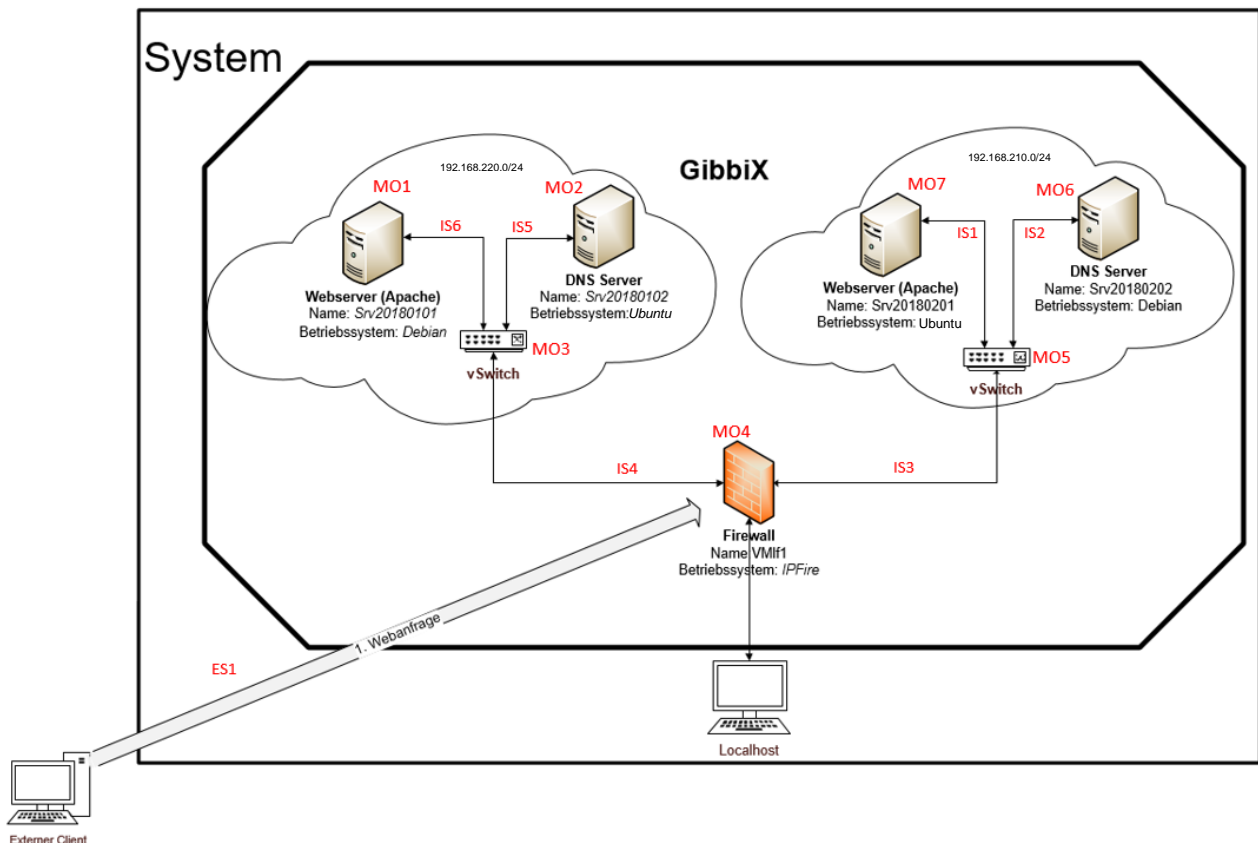 System
GibbiX
192.168.220.0/24
MO1
MO2
IS6
IS5
Webserver (Apache)
Name: Srv20180101
Betriebssystem: Debian
DNS Server
Name: Srv20180102
Betriebssystem:Ubuntu
MO3
vSwitch
192.168.210.0/24
MO7
MO6
IS1
IS2
Webserver (Apache)
Name: Srv20180201
Betriebssystem: Ubuntu
DNS Server
Name: Srv20180202
Betriebssystem: Debian
MO5
vSwitch
MO4
IS4
IS3
Firewall
Name VMlf1
Betriebssystem: IPFire
1. Webanfrage
ES1
Localhost
Externer Client